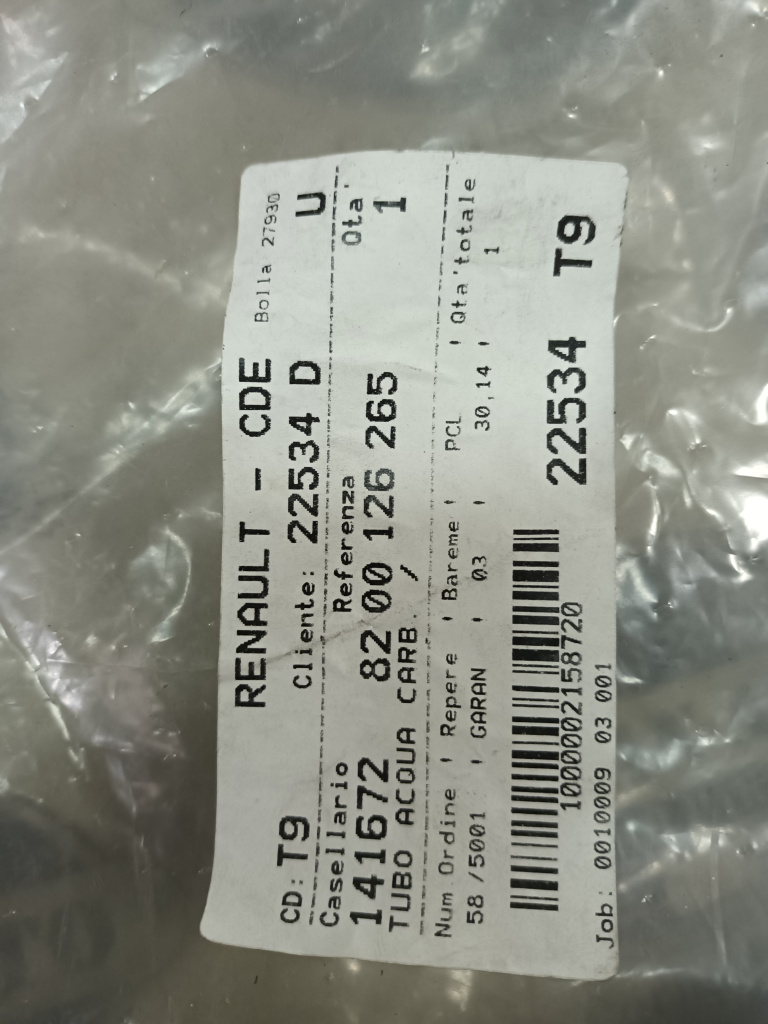 RENAULT - CDE Bolla 27930
CD: T9 Cliente: 22534 D U
Casellario Referenza Qta'
141672 82 00 126 265 1
TUBO ACQUA CARB. /
Num Ordine ' Repere ' Bareme ' PCL ' Qta'totale
58 /5001 ' GARAN ' 03 ' 30,14 ' 1
22534 T9
1000002158720
Job: 0010009 03 001